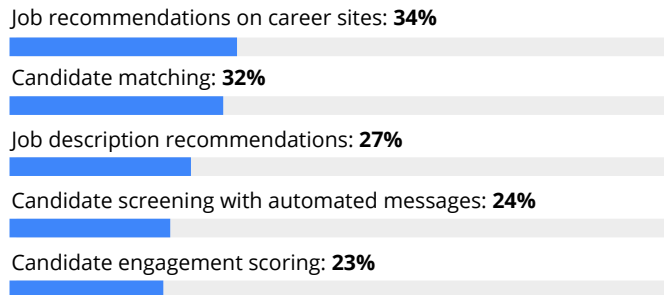 Job recommendations on career sites: 34%
Candidate matching: 32%
Job description recommendations: 27%
Candidate screening with automated messages: 24%
Candidate engagement scoring: 23%